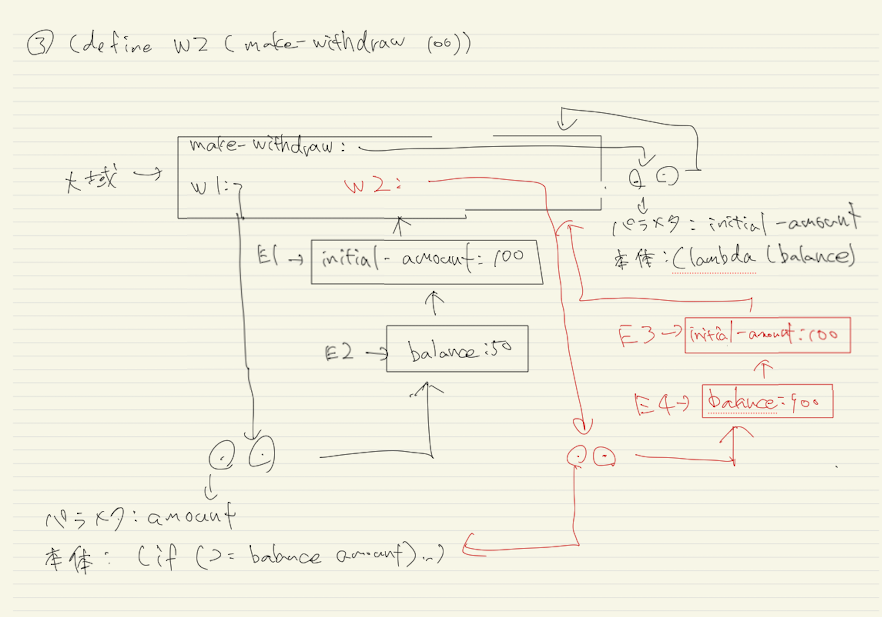 ③ (define W2 (make-withdraw 100))
make-withdraw:
大域
W1:
W2:
パラメタ: initial-amount
本体: (lambda (balance)
E1
initial-amount: 100
E2
balance: 50
E3
initial-amount: 100
E4
balance: 100
パラメタ: amount
本体: (if (>= balance amount)..)